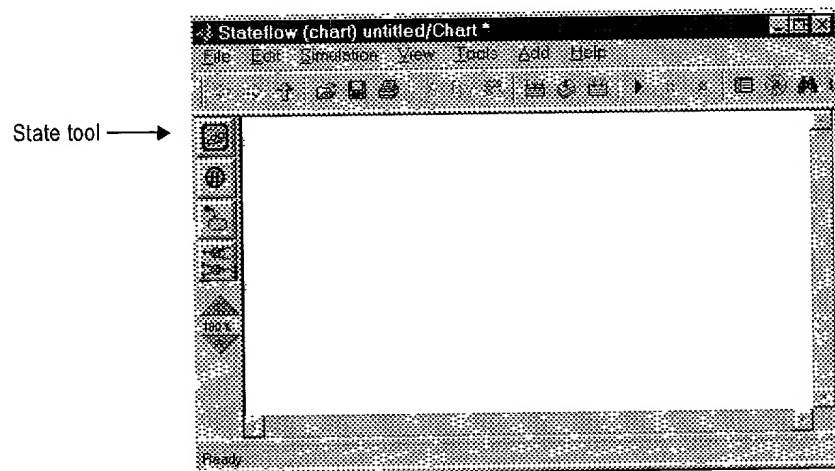 Stateflow (chart) untitled/Chart *
File Edit Simulation View Tools Add Help
State tool
100%
Ready